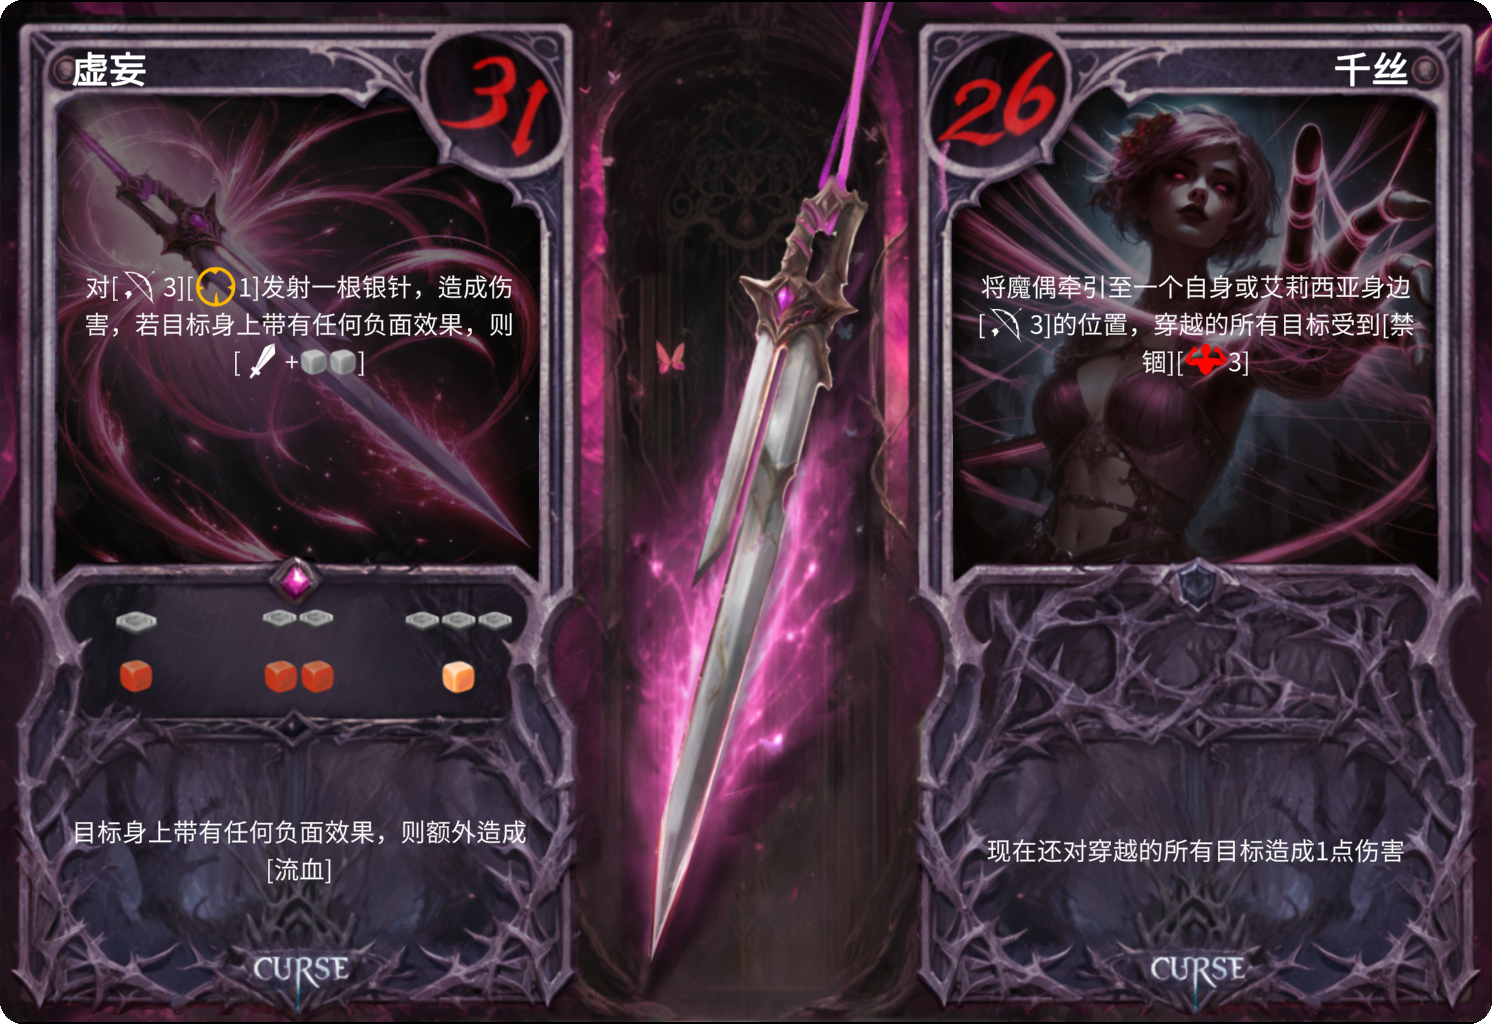 虚妄
31
对[3][1]发射一根银针，造成伤
害，若目标身上带有任何负面效果，则
[+]
目标身上带有任何负面效果，则额外造成
[流血]
CURSE
26
千丝
将魔偶牵引至一个自身或艾莉西亚身边
[3]的位置，穿越的所有目标受到[禁
锢][3]
现在还对穿越的所有目标造成1点伤害
CURSE